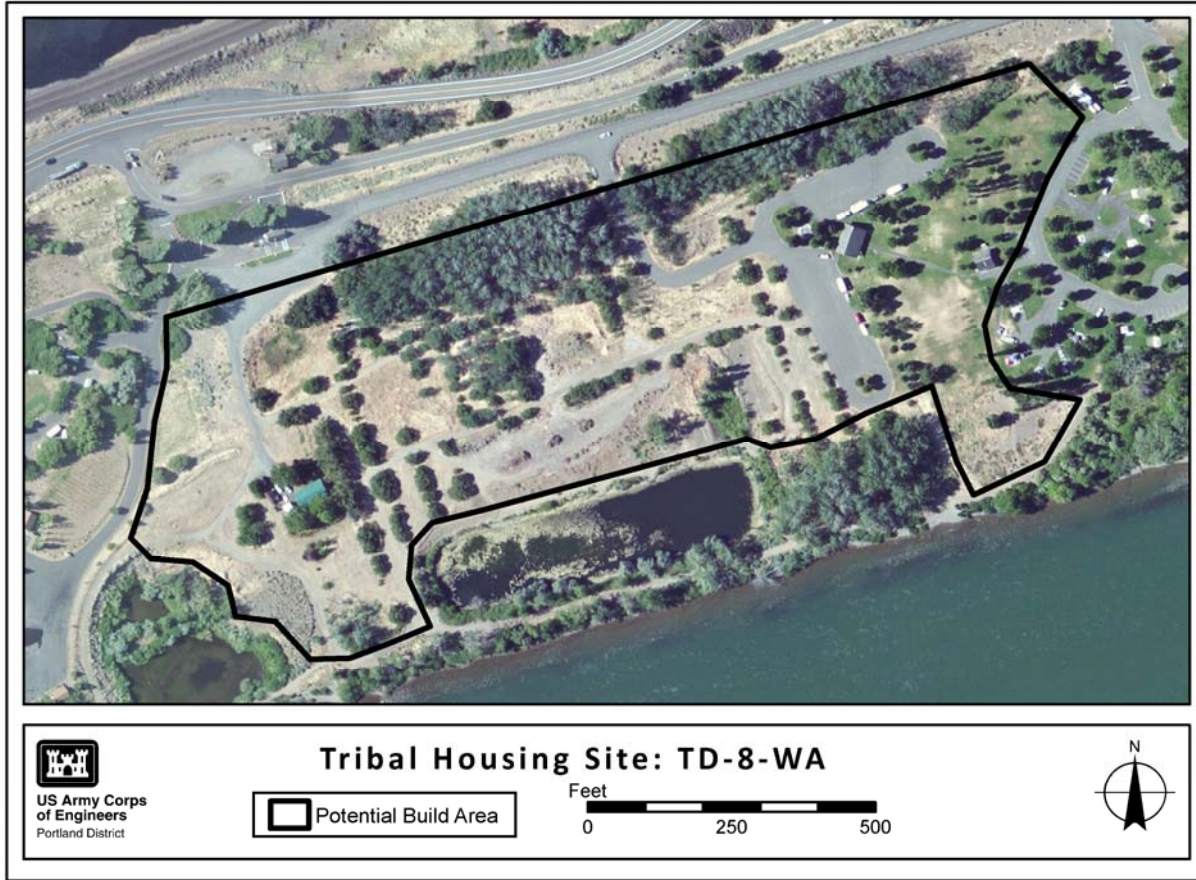 US Army Corps
of Engineers
Portland District
Tribal Housing Site: TD-8-WA
Potential Build Area
Feet
0 250 500
N